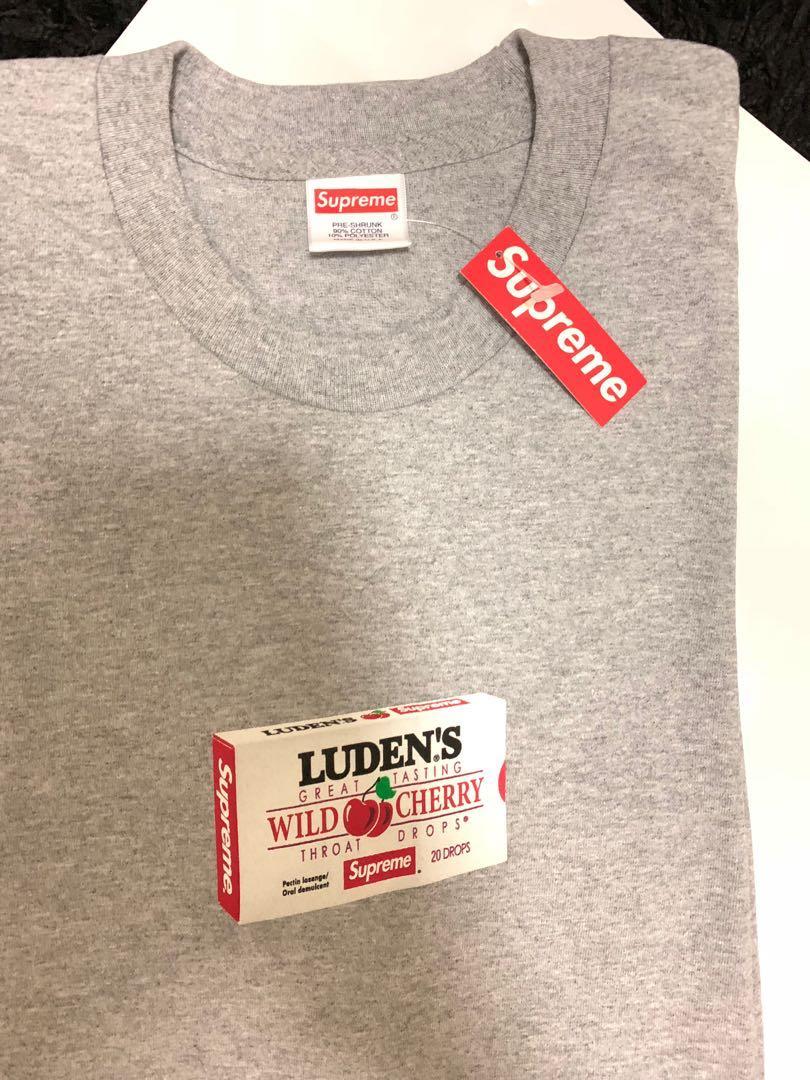 Supreme
®
PRE-SHRUNK
90% COTTON
10% POLYESTER
Supreme
LUDEN'S Supreme
Supreme
LUDEN'S®
GREAT TASTING
WILD CHERRY
THROAT DROPS®
Supreme® 20 DROPS
Pectin lozenge/
Oral demulcent